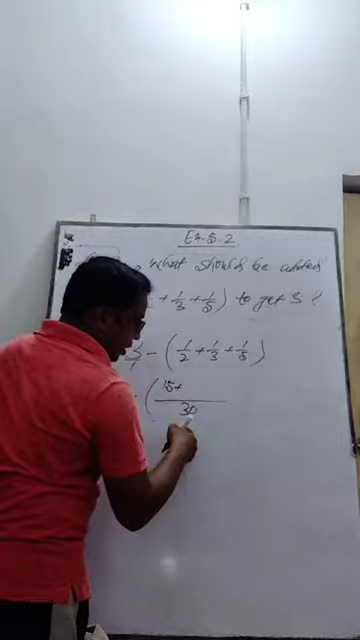 Ex. 5.2
What should be added
+ 1/3 + 1/5) to get 3?
3/1 - (1/2 + 1/3 + 1/5)
(15+
30